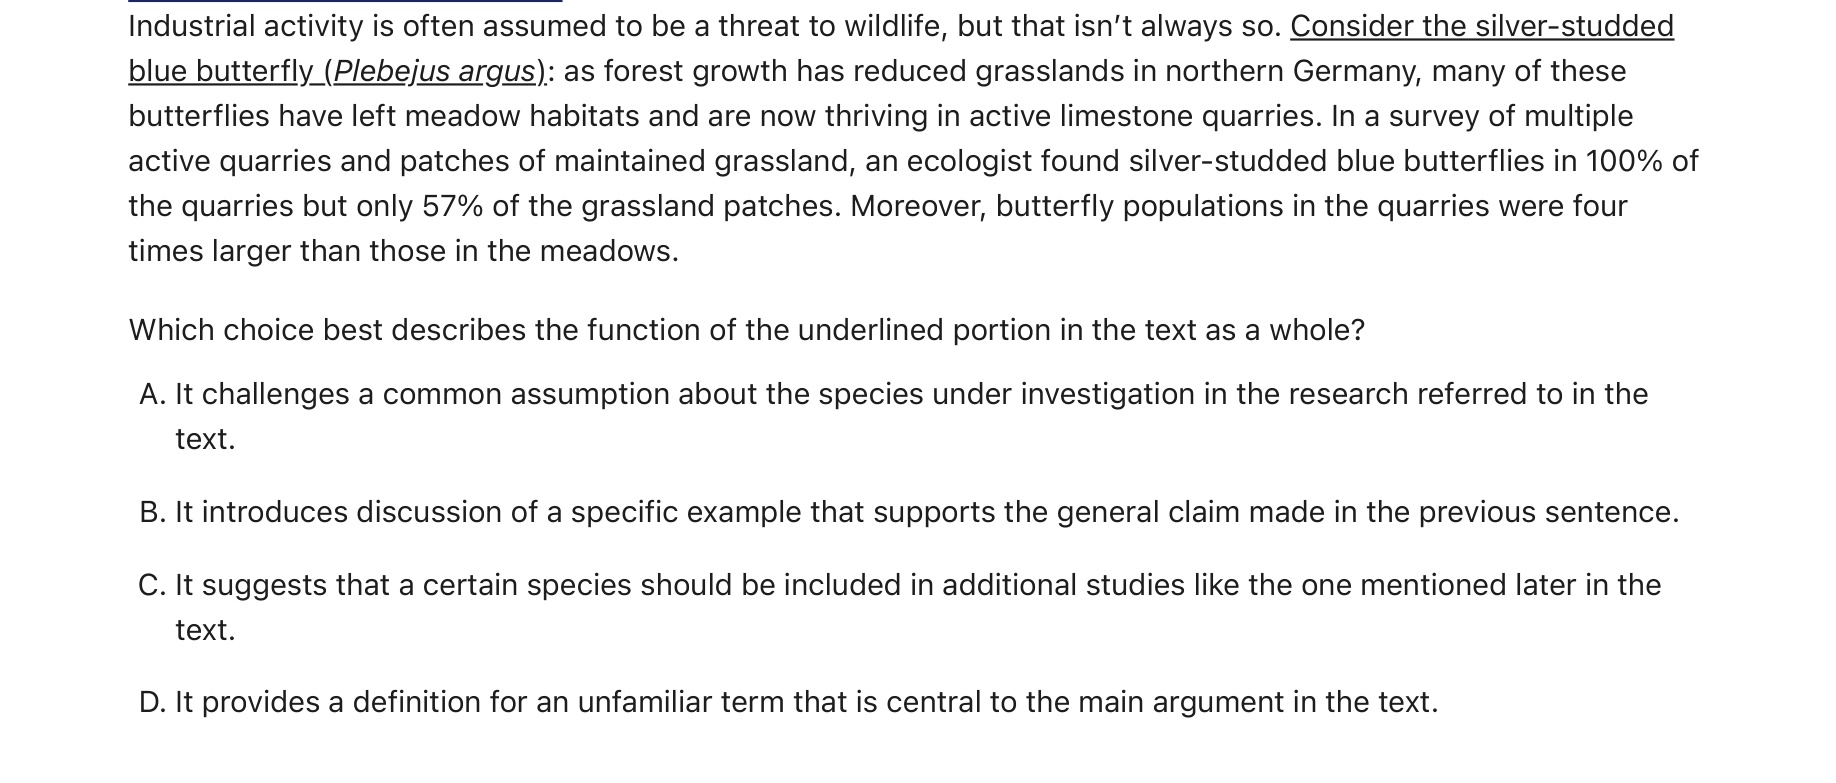 Industrial activity is often assumed to be a threat to wildlife, but that isn’t always so. Consider the silver-studded
blue butterfly (Plebejus argus): as forest growth has reduced grasslands in northern Germany, many of these
butterflies have left meadow habitats and are now thriving in active limestone quarries. In a survey of multiple
active quarries and patches of maintained grassland, an ecologist found silver-studded blue butterflies in 100% of
the quarries but only 57% of the grassland patches. Moreover, butterfly populations in the quarries were four
times larger than those in the meadows.
Which choice best describes the function of the underlined portion in the text as a whole?
A. It challenges a common assumption about the species under investigation in the research referred to in the
text.
B. It introduces discussion of a specific example that supports the general claim made in the previous sentence.
C. It suggests that a certain species should be included in additional studies like the one mentioned later in the
text.
D. It provides a definition for an unfamiliar term that is central to the main argument in the text.